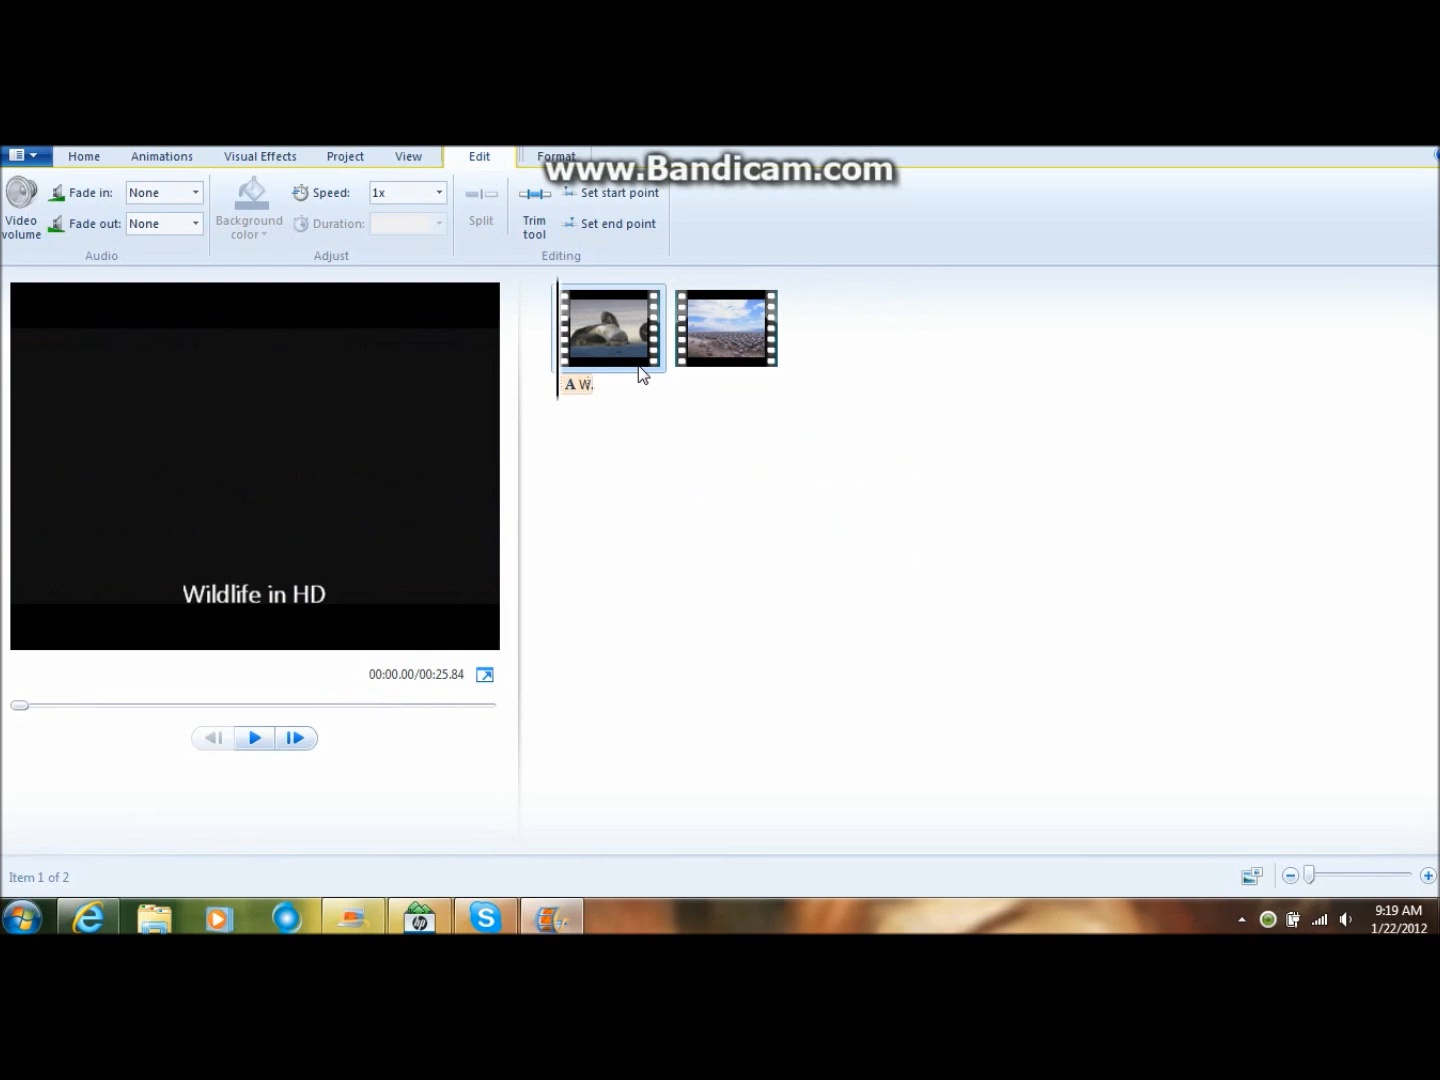 Home Animations Visual Effects Project View Edit Format
www.Bandicam.com
Fade in: None Speed: 1x Set start point
Video volume Fade out: None Background color Duration: Split Trim tool Set end point
Audio Adjust Editing
A W.
Wildlife in HD
00:00.00/00:25.84
Item 1 of 2
hp
9:19 AM
1/22/2012